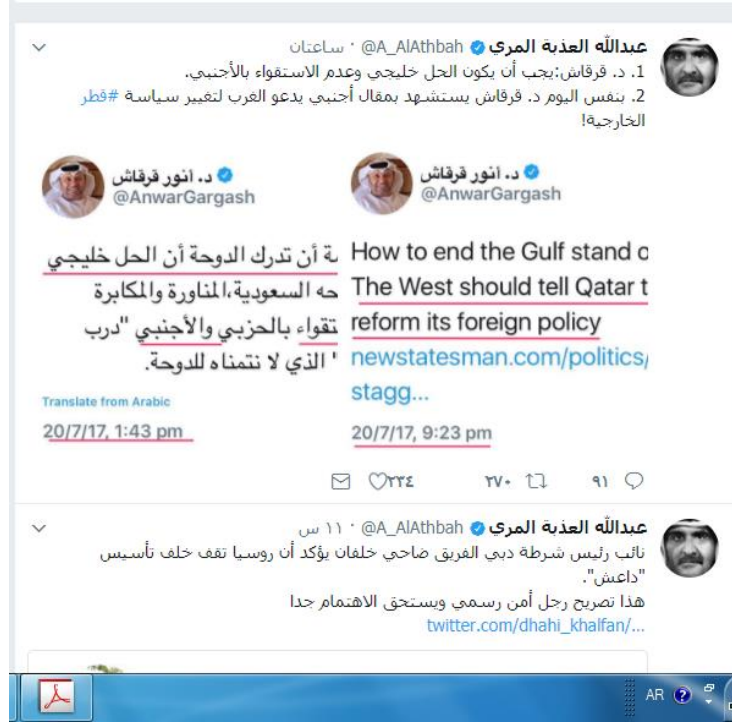 عبدالله العذبة المري @A_AlAthbah · ساعتان
1. د. قرقاش:يجب أن يكون الحل خليجي وعدم الاستقواء بالأجنبي.
2. بنفس اليوم د. قرقاش يستشهد بمقال أجنبي يدعو الغرب لتغيير سياسة #قطر
الخارجية!
د. أنور قرقاش
@AnwarGargash
How to end the Gulf stand o
The West should tell Qatar t
reform its foreign policy
newstatesman.com/politics/
stagg...
20/7/17, 9:23 pm
د. أنور قرقاش
@AnwarGargash
ـة أن تدرك الدوحة أن الحل خليجي
حه السعودية،المناورة والمكابرة
تقواء بالحزبي والأجنبي "درب
" الذي لا نتمناه للدوحة.
Translate from Arabic
20/7/17, 1:43 pm
٩١ ٢٧٠ ٢٣٤
عبدالله العذبة المري @A_AlAthbah · ١١ س
نائب رئيس شرطة دبي الفريق ضاحي خلفان يؤكد أن روسيا تقف خلف تأسيس
"داعش".
هذا تصريح رجل أمن رسمي ويستحق الاهتمام جدا
twitter.com/dhahi_khalfan/...
AR